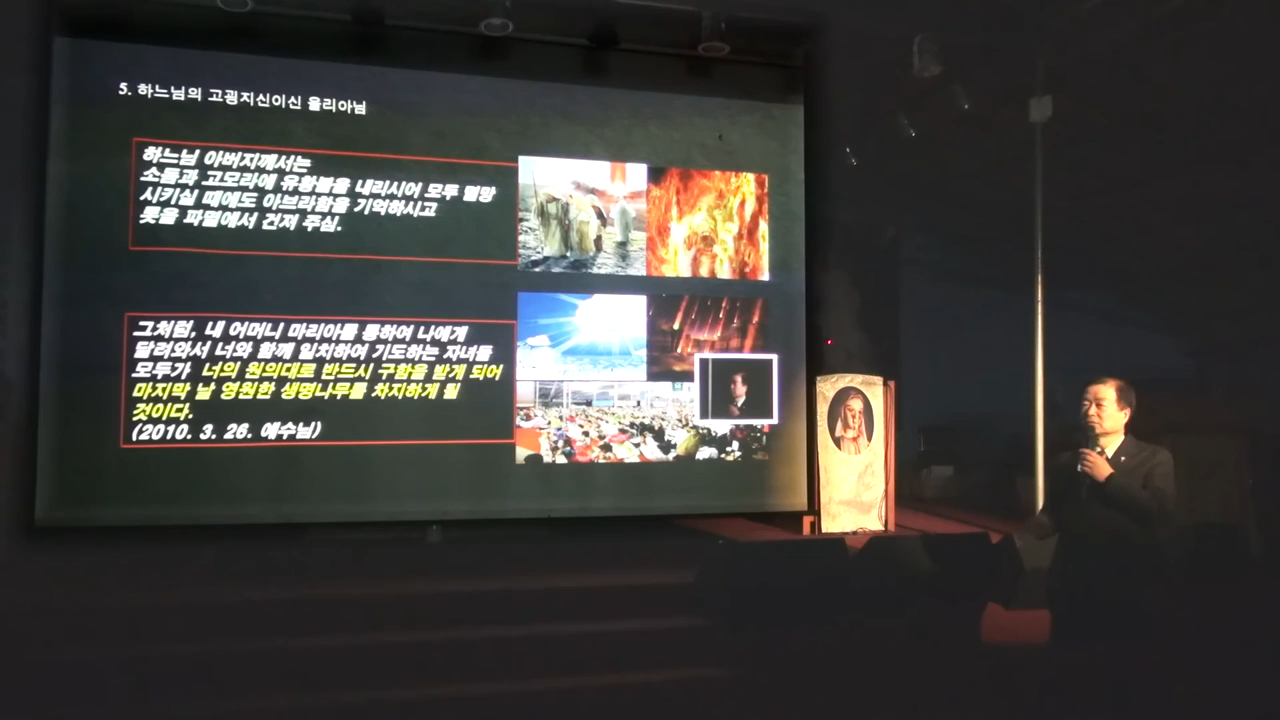 5. 하느님의 고굉지신이신 율리아님
하느님 아버지께서는
소돔과 고모라에 유황불을 내리시어 모두 멸망
시키실 때에도 아브라함을 기억하시고
롯을 파멸에서 건져 주심.
그처럼, 내 어머니 마리아를 통하여 나에게
달려와서 너와 함께 일치하여 기도하는 자녀들
모두가 너의 원의대로 반드시 구함을 받게 되어
마지막 날 영원한 생명나무를 차지하게 될
것이다.
(2010. 3. 26. 예수님)